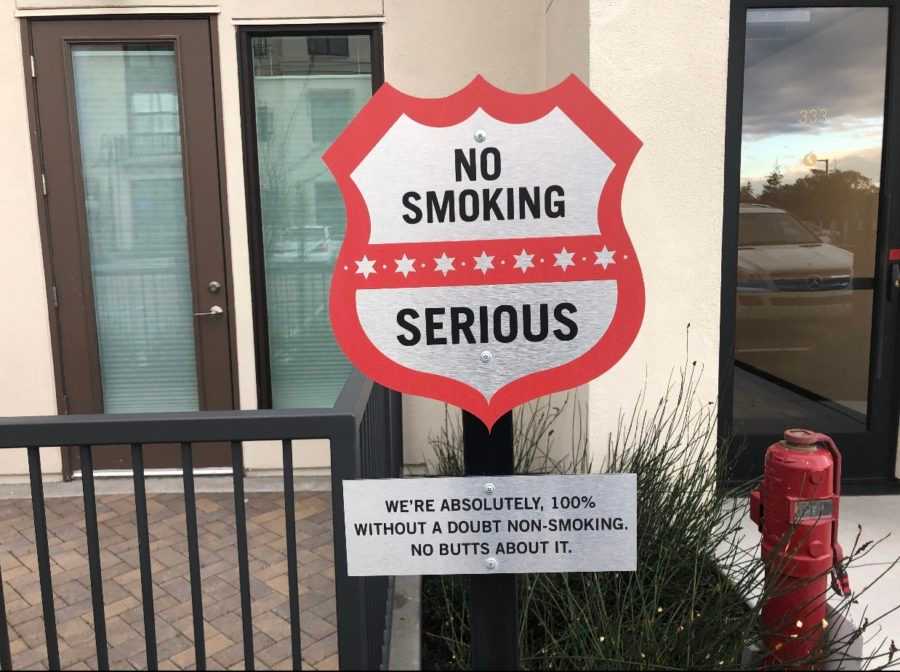 NO
SMOKING
SERIOUS
WE'RE ABSOLUTELY, 100%
WITHOUT A DOUBT NON-SMOKING.
NO BUTTS ABOUT IT.
333